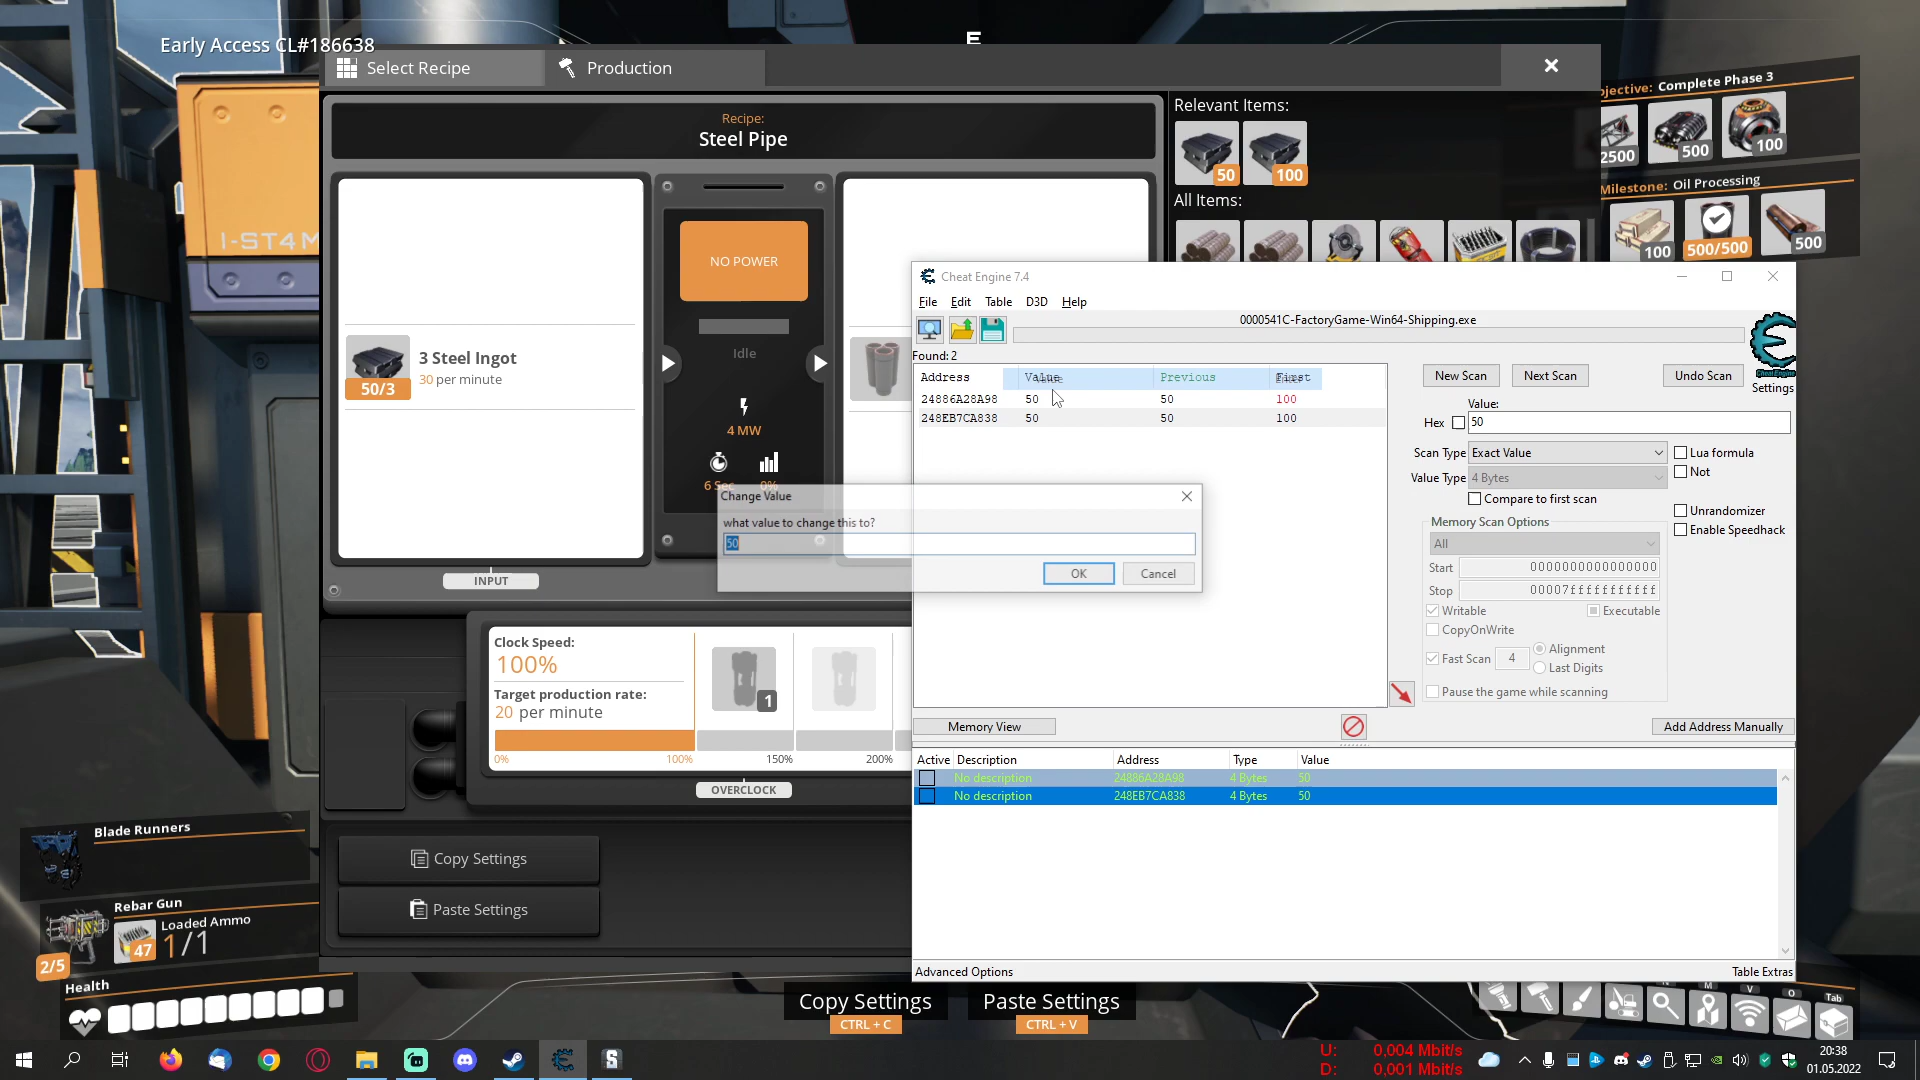 Early Access CL#186638
E
Select Recipe
Production
Recipe:
Steel Pipe
Relevant Items:
50
100
All Items:
Objective: Complete Phase 3
2500
500
100
Milestone: Oil Processing
100
500/500
500
I-ST4M
NO POWER
Idle
3 Steel Ingot
30 per minute
50/3
4 MW
6 Sec
0%
INPUT
Clock Speed:
100%
Target production rate:
20 per minute
1
0%
100%
150%
200%
OVERCLOCK
Copy Settings
Paste Settings
Cheat Engine 7.4
File Edit Table D3D Help
0000541C-FactoryGame-Win64-Shipping.exe
Found: 2
Address Value Previous First
24886A28A98 50 50 100
248EB7CA838 50 50 100
New Scan
Next Scan
Undo Scan
Cheat Engine
Settings
Value:
Hex 50
Scan Type Exact Value
Lua formula
Not
Value Type 4 Bytes
Compare to first scan
Memory Scan Options
All
Unrandomizer
Enable Speedhack
Start 0000000000000000
Stop 00007fffffffffff
Writable
Executable
CopyOnWrite
Fast Scan 4
Alignment
Last Digits
Pause the game while scanning
Change Value
what value to change this to?
50
OK
Cancel
Memory View
Add Address Manually
Active Description Address Type Value
No description 24886A28A98 4 Bytes 50
No description 248EB7CA838 4 Bytes 50
Advanced Options
Table Extras
Blade Runners
Rebar Gun
Loaded Ammo
47
1/1
2/5
Health
Copy Settings
CTRL + C
Paste Settings
CTRL + V
N
M
V
O
Tab
U: 0,004 Mbit/s
D: 0,001 Mbit/s
20:38
01.05.2022